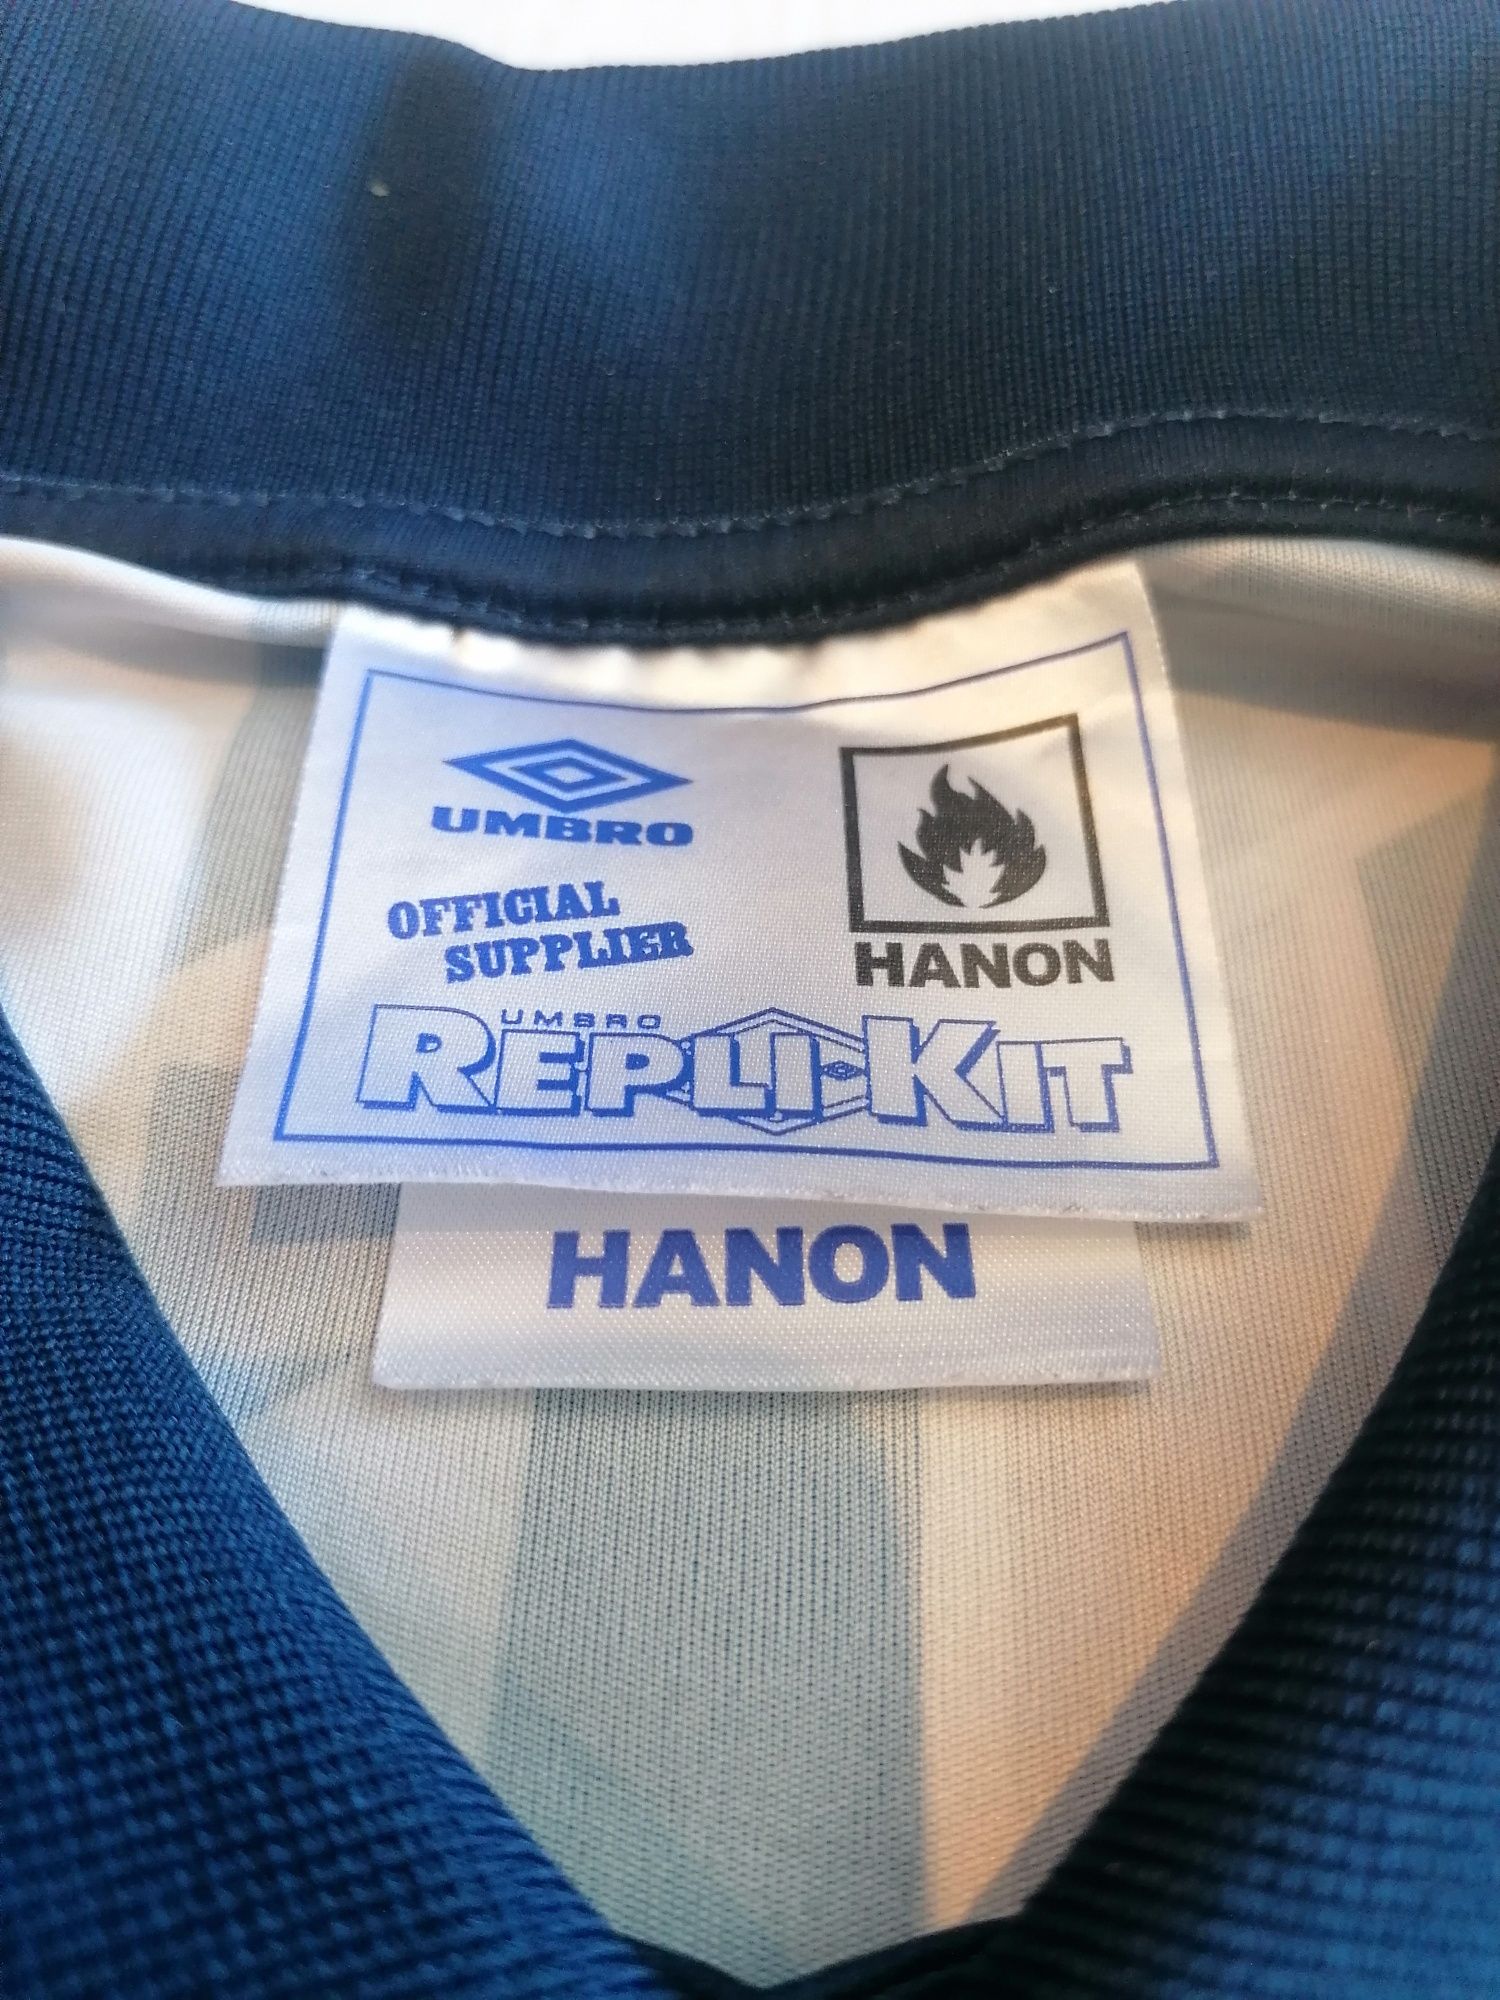 UMBRO
OFFICIAL
SUPPLIER
HANON
UMBRO
REPLI-KIT
HANON